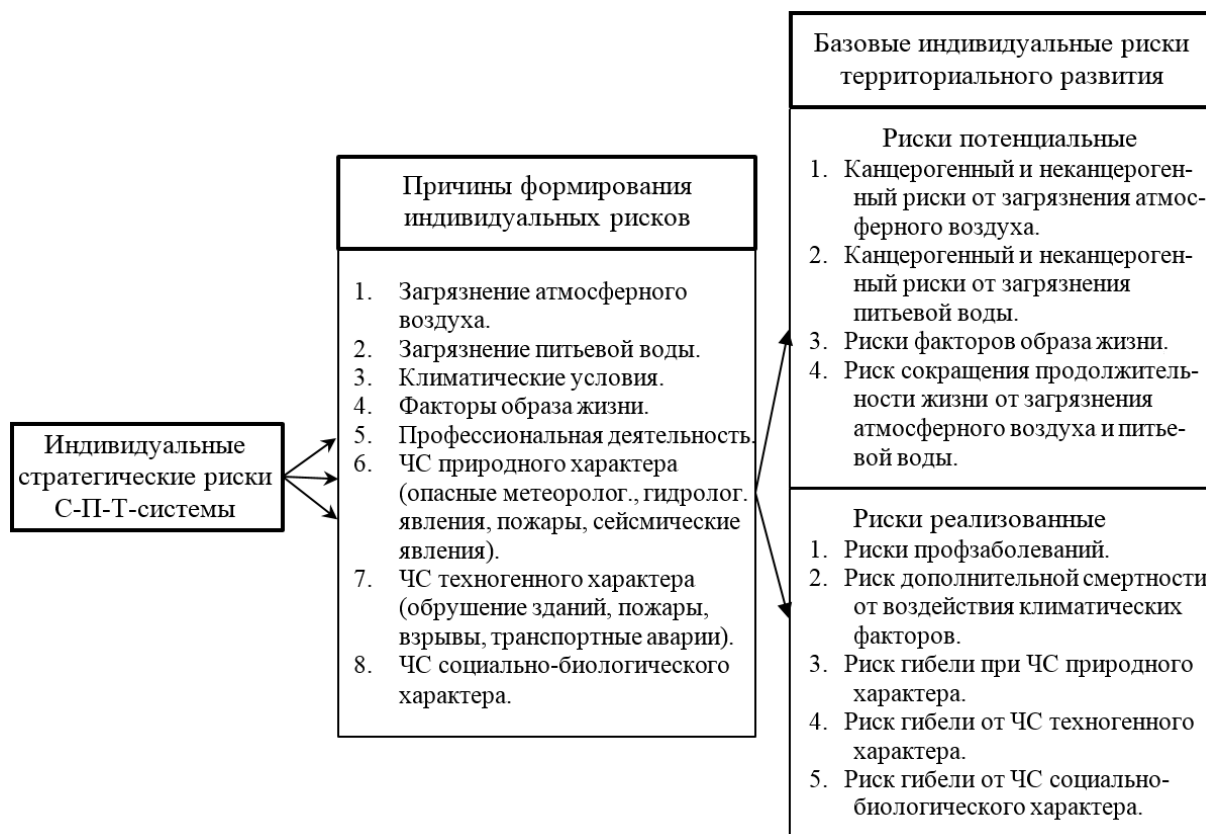 Индивидуальные
стратегические риски
С-П-Т-системы
Причины формирования
индивидуальных рисков
1. Загрязнение атмосферного
воздуха.
2. Загрязнение питьевой воды.
3. Климатические условия.
4. Факторы образа жизни.
5. Профессиональная деятельность.
6. ЧС природного характера
(опасные метеоролог., гидролог.
явления, пожары, сейсмические
явления).
7. ЧС техногенного характера
(обрушение зданий, пожары,
взрывы, транспортные аварии).
8. ЧС социально-биологического
характера.
Базовые индивидуальные риски
территориального развития
Риски потенциальные
1. Канцерогенный и неканцероген-
ный риски от загрязнения атмос-
ферного воздуха.
2. Канцерогенный и неканцероген-
ный риски от загрязнения
питьевой воды.
3. Риски факторов образа жизни.
4. Риск сокращения продолжитель-
ности жизни от загрязнения
атмосферного воздуха и питье-
вой воды.
Риски реализованные
1. Риски профзаболеваний.
2. Риск дополнительной смертности
от воздействия климатических
факторов.
3. Риск гибели при ЧС природного
характера.
4. Риск гибели от ЧС техногенного
характера.
5. Риск гибели от ЧС социально-
биологического характера.